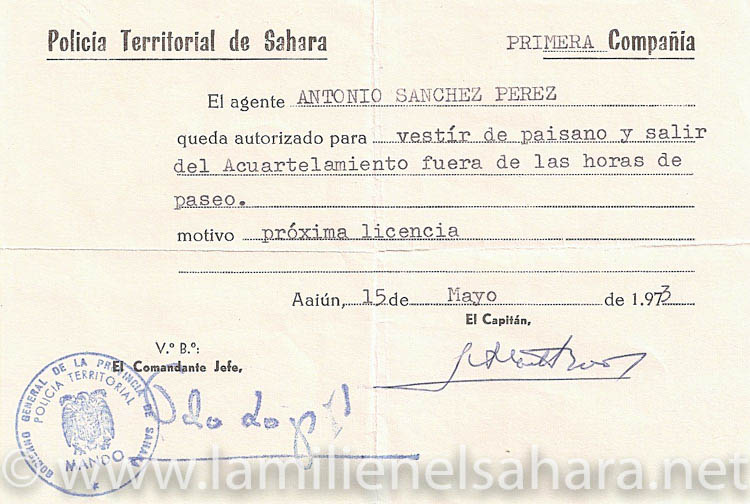 Policía Territorial de Sahara
PRIMERA Compañía
El agente ANTONIO SANCHEZ PEREZ
queda autorizado para vestír de paisano y salir
del Acuartelamiento fuera de las horas de
paseo.
motivo próxima licencia
Aaiún, 15 de Mayo de 1.973
El Capitán,
V.º B.º:
El Comandante Jefe,
GOBIERNO GENERAL DE LA PROVINCIA DE SAHARA
POLICIA TERRITORIAL
MANDO
© www.lamilienelsahara.net